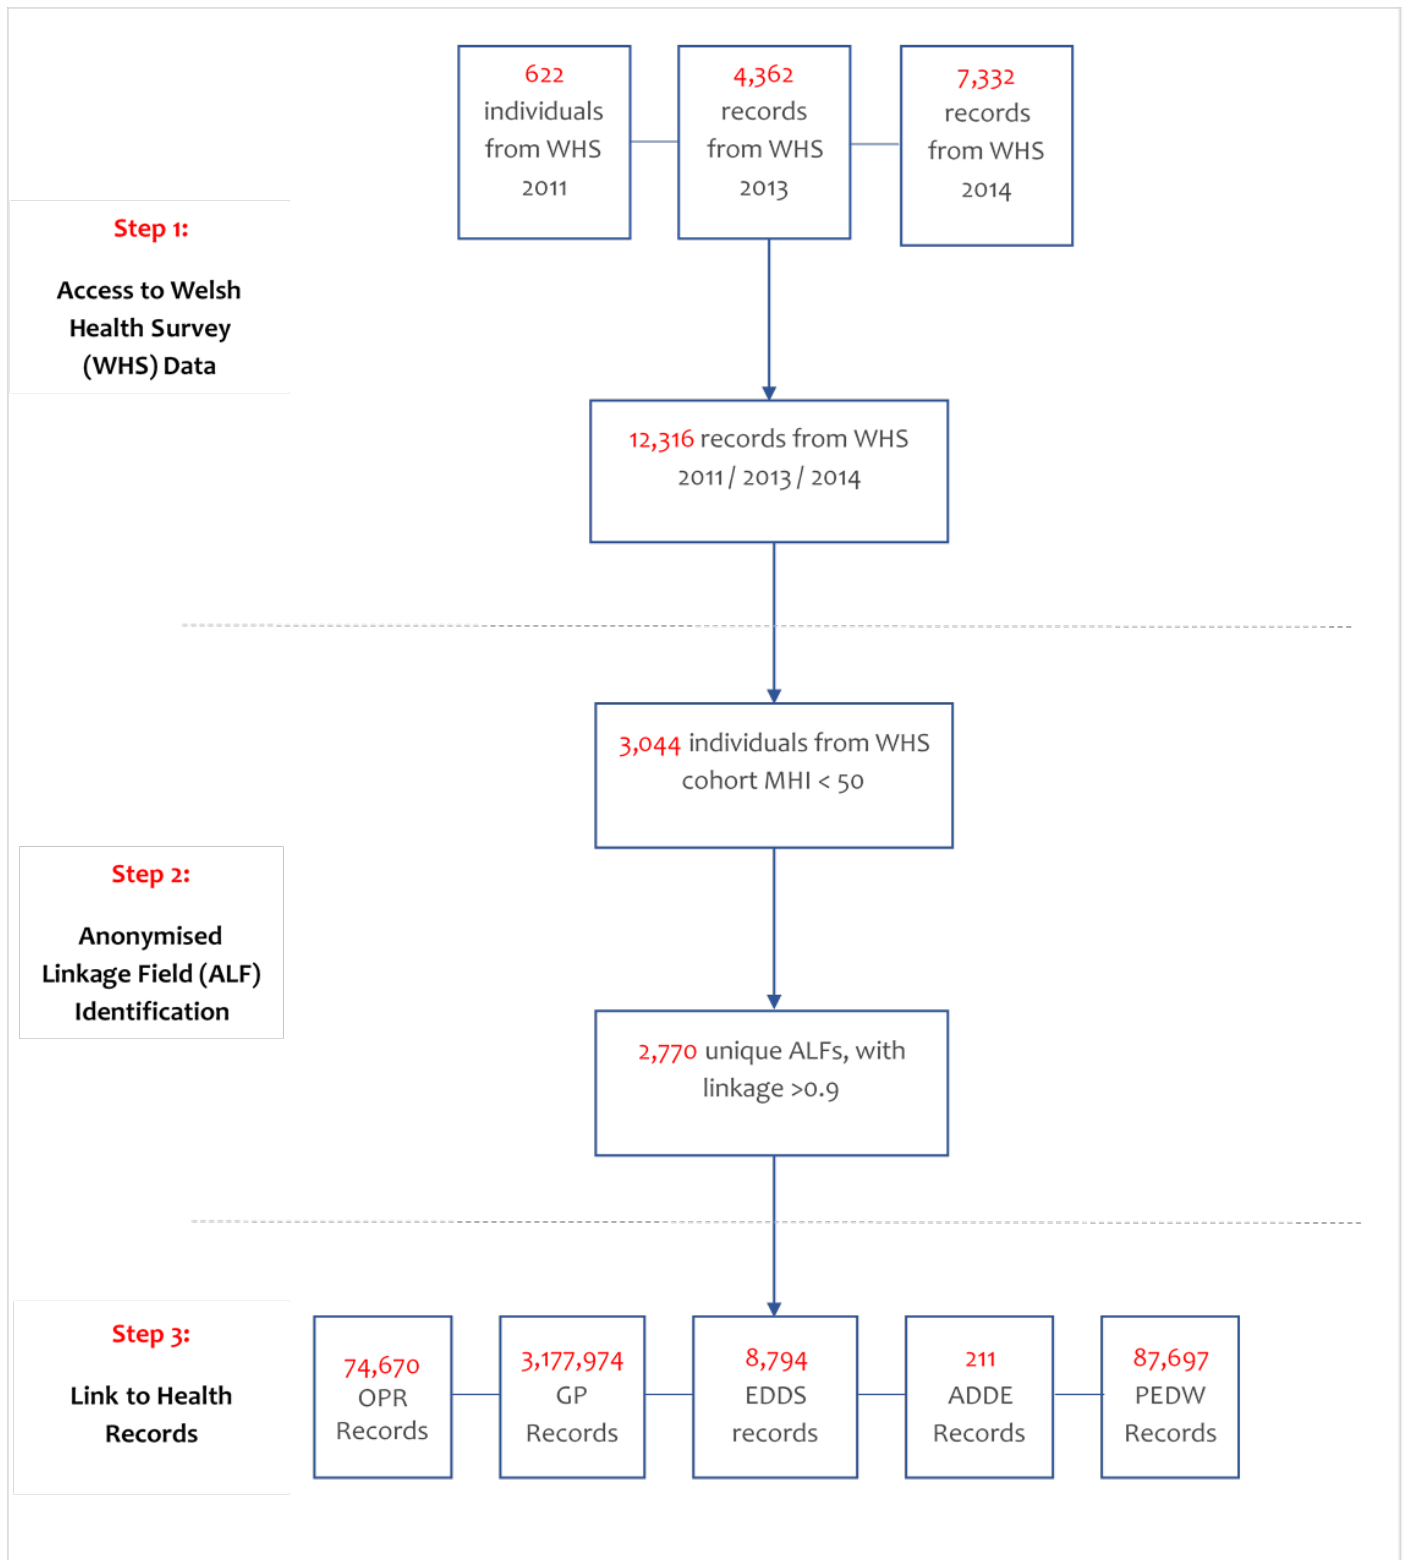 622
individuals
from WHS
2011
4,362
records
from WHS
2013
7,332
records
from WHS
2014
Step 1:
Access to Welsh
Health Survey
(WHS) Data
12,316 records from WHS
2011 / 2013 / 2014
3,044 individuals from WHS
cohort MHI < 50
Step 2:
Anonymised
Linkage Field (ALF)
Identification
2,770 unique ALFs, with
linkage >0.9
Step 3:
Link to Health
Records
74,670
OPR
Records
3,177,974
GP
Records
8,794
EDDS
records
211
ADDE
Records
87,697
PEDW
Records